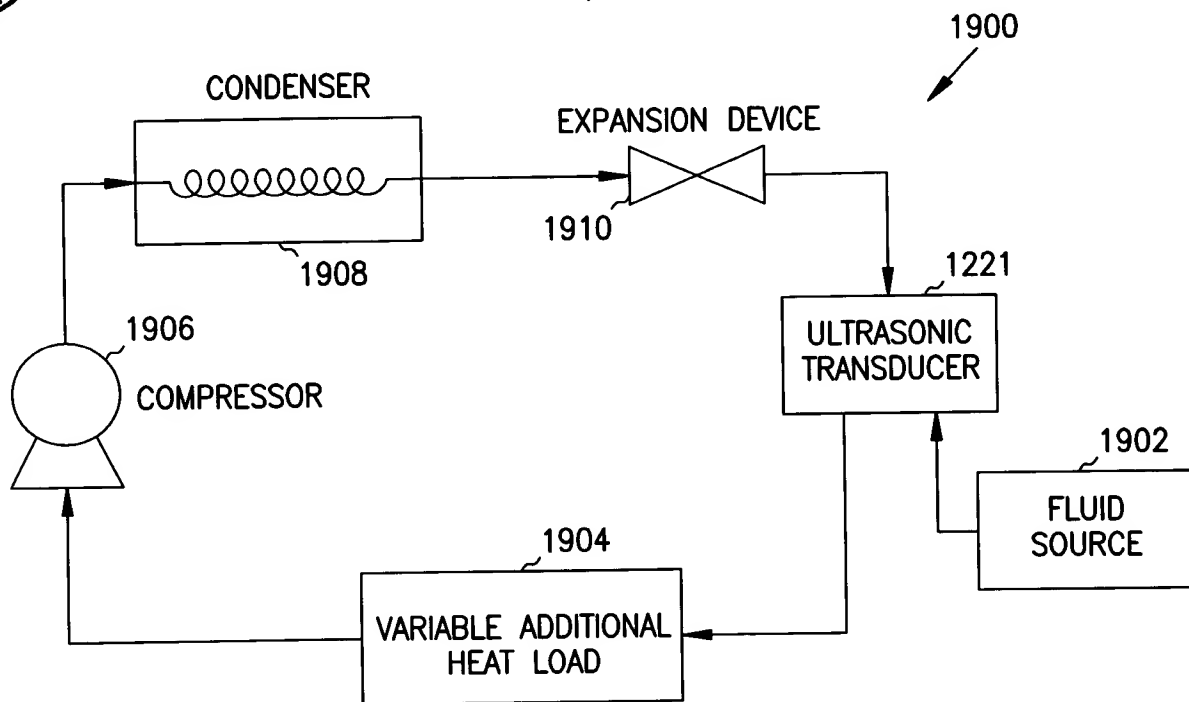 1900
CONDENSER
EXPANSION DEVICE
1910
1908
1221
ULTRASONIC
TRANSDUCER
1906
COMPRESSOR
1902
FLUID
SOURCE
1904
VARIABLE ADDITIONAL
HEAT LOAD